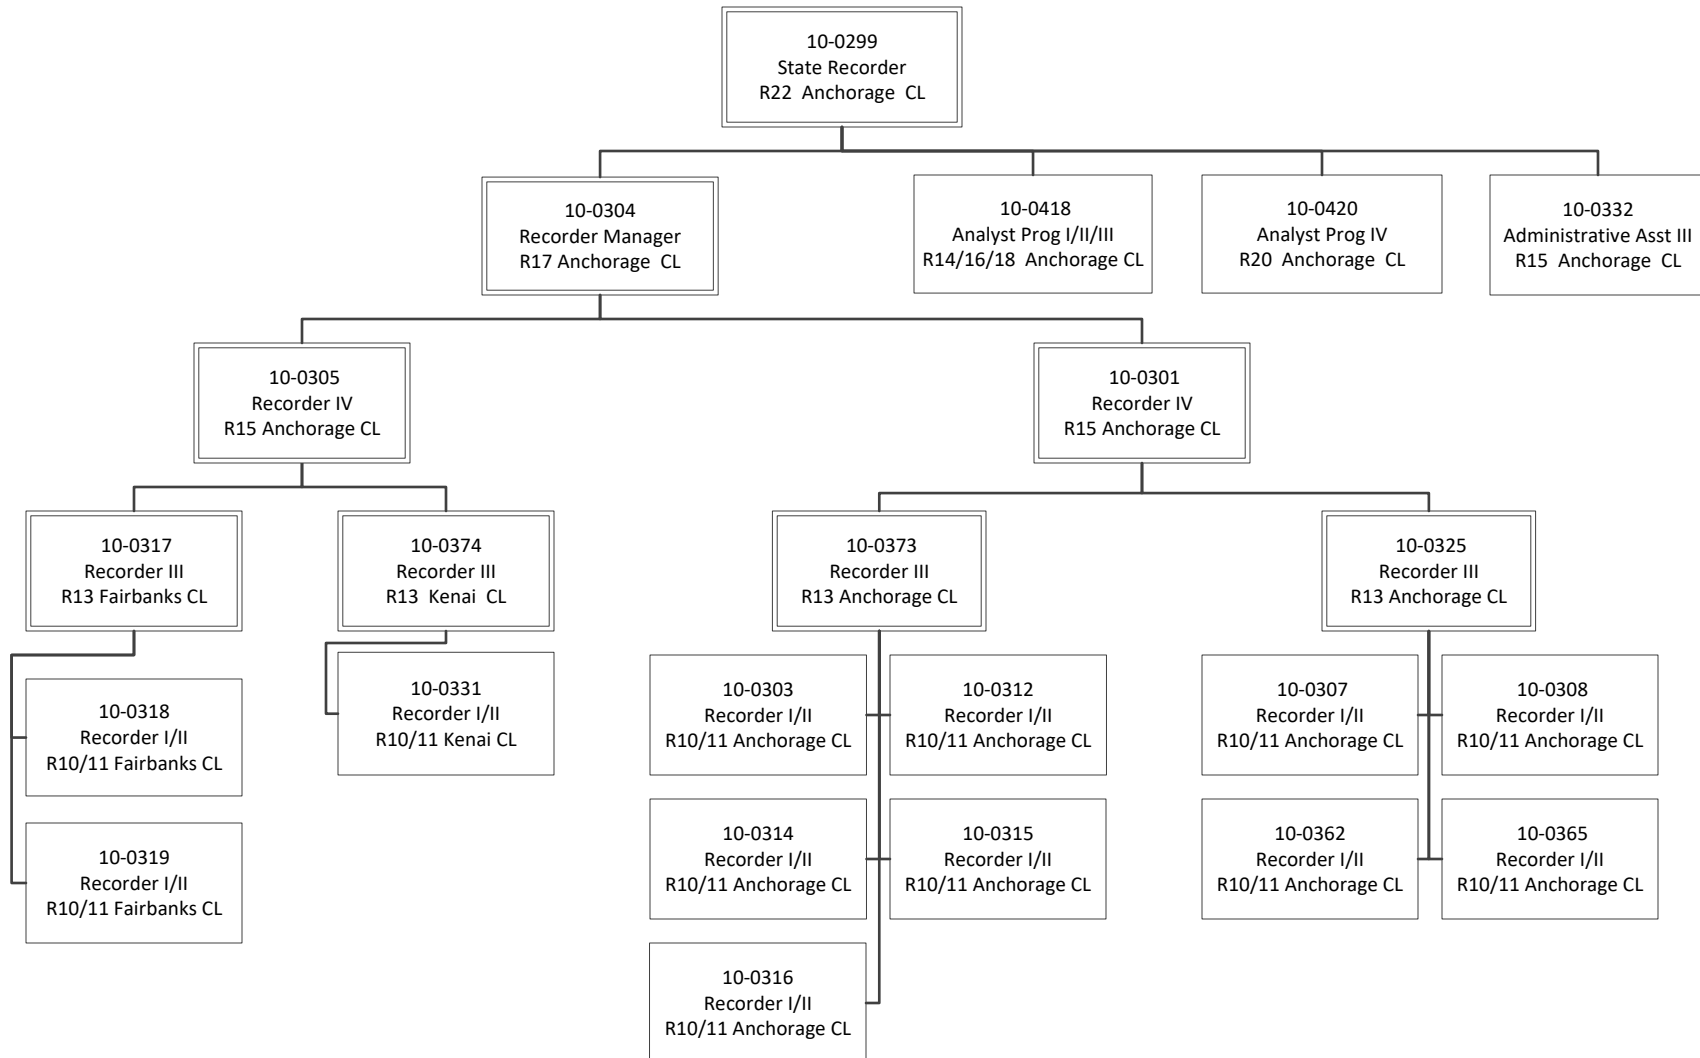 10-0299
State Recorder
R22  Anchorage  CL
10-0304
Recorder Manager
R17 Anchorage  CL
10-0418
Analyst Prog I/II/III
R14/16/18  Anchorage CL
10-0420
Analyst Prog IV
R20  Anchorage  CL
10-0332
Administrative Asst III
R15  Anchorage  CL
10-0305
Recorder IV
R15 Anchorage CL
10-0301
Recorder IV
R15 Anchorage CL
10-0317
Recorder III
R13 Fairbanks CL
10-0374
Recorder III
R13  Kenai  CL
10-0373
Recorder III
R13 Anchorage CL
10-0325
Recorder III
R13 Anchorage CL
10-0318
Recorder I/II
R10/11 Fairbanks CL
10-0319
Recorder I/II
R10/11 Fairbanks CL
10-0331
Recorder I/II
R10/11 Kenai CL
10-0303
Recorder I/II
R10/11 Anchorage CL
10-0312
Recorder I/II
R10/11 Anchorage CL
10-0314
Recorder I/II
R10/11 Anchorage CL
10-0315
Recorder I/II
R10/11 Anchorage CL
10-0316
Recorder I/II
R10/11 Anchorage CL
10-0307
Recorder I/II
R10/11 Anchorage CL
10-0308
Recorder I/II
R10/11 Anchorage CL
10-0362
Recorder I/II
R10/11 Anchorage CL
10-0365
Recorder I/II
R10/11 Anchorage CL